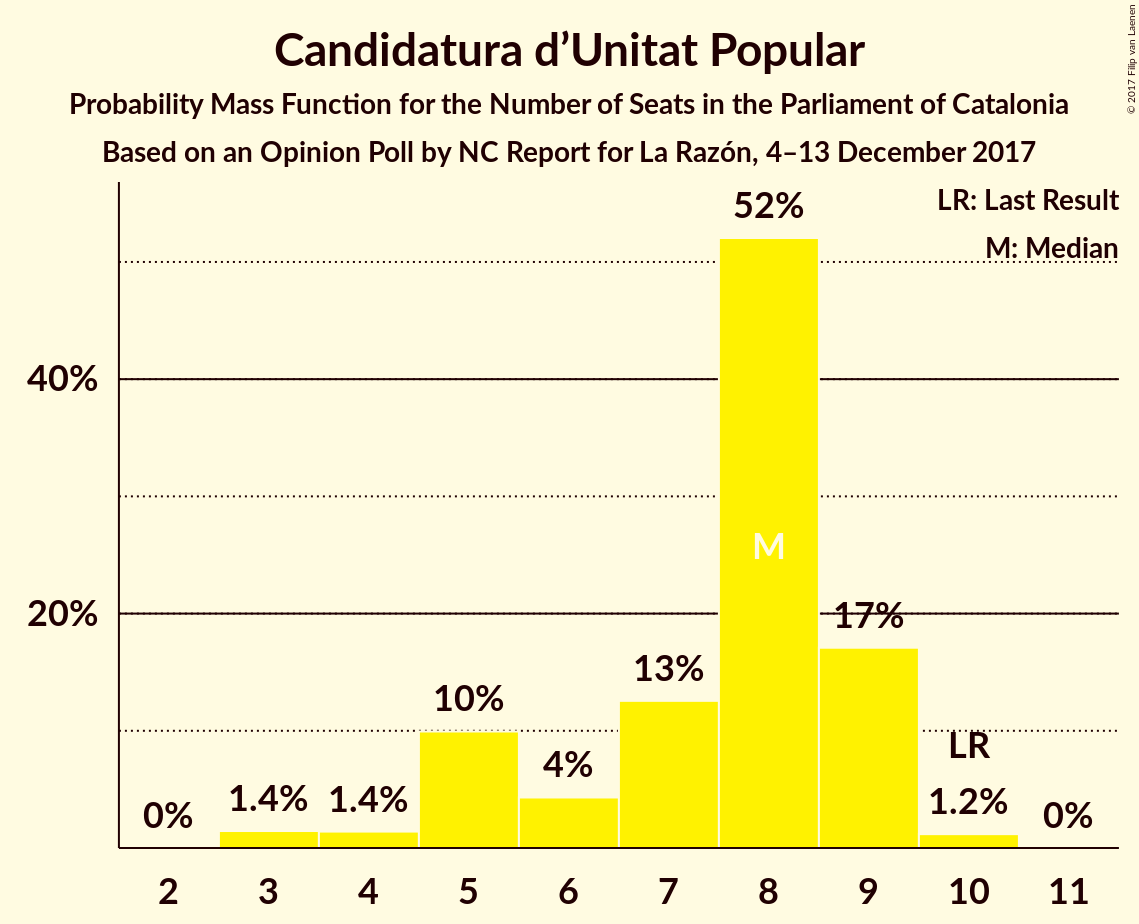 Candidatura d’Unitat Popular
Probability Mass Function for the Number of Seats in the Parliament of Catalonia
Based on an Opinion Poll by NC Report for La Razón, 4–13 December 2017
© 2017 Filip van Laenen
LR: Last Result
M: Median
52%
40%
M
20%
17%
13%
10%
LR
4%
1.4%
1.4%
1.2%
0%
0%
2 3 4 5 6 7 8 9 10 11